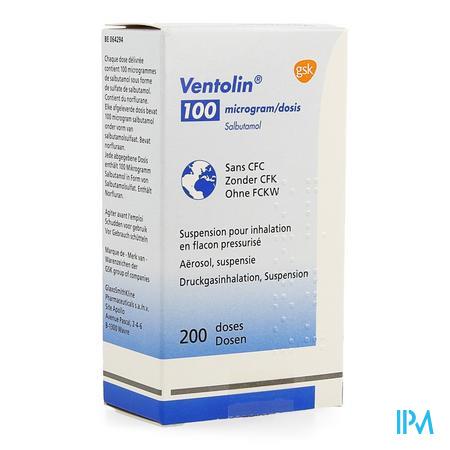 BE 064294
Chaque dose délivrée
contient 100 microgrammes
de salbutamol sous forme
de sulfate de salbutamol.
Contient du norflurane.
Elke afgeleverde dosis bevat
100 microgram salbutamol
onder vorm van
salbutamolsulfaat. Bevat
norfluraan.
Jede abgegebene Dosis
enthält 100 Mikrogramm
Salbutamol in Form von
Salbutamolsulfat. Enthält
Norfluran.
Agiter avant l'emploi
Schudden voor gebruik
Vor Gebrauch schütteln
Marque de - Merk van -
Warenzeichen der
GSK group of companies
GlaxoSmithKline
Pharmaceuticals s.a./n.v.
Site Apollo
Avenue Pascal, 2-4-6
B-1300 Wavre
gsk
Ventolin®
100 microgram/dosis
Salbutamol
Sans CFC
Zonder CFK
Ohne FCKW
Suspension pour inhalation
en flacon pressurisé
Aërosol, suspensie
Druckgasinhalation, Suspension
200 doses
Dosen
IPM